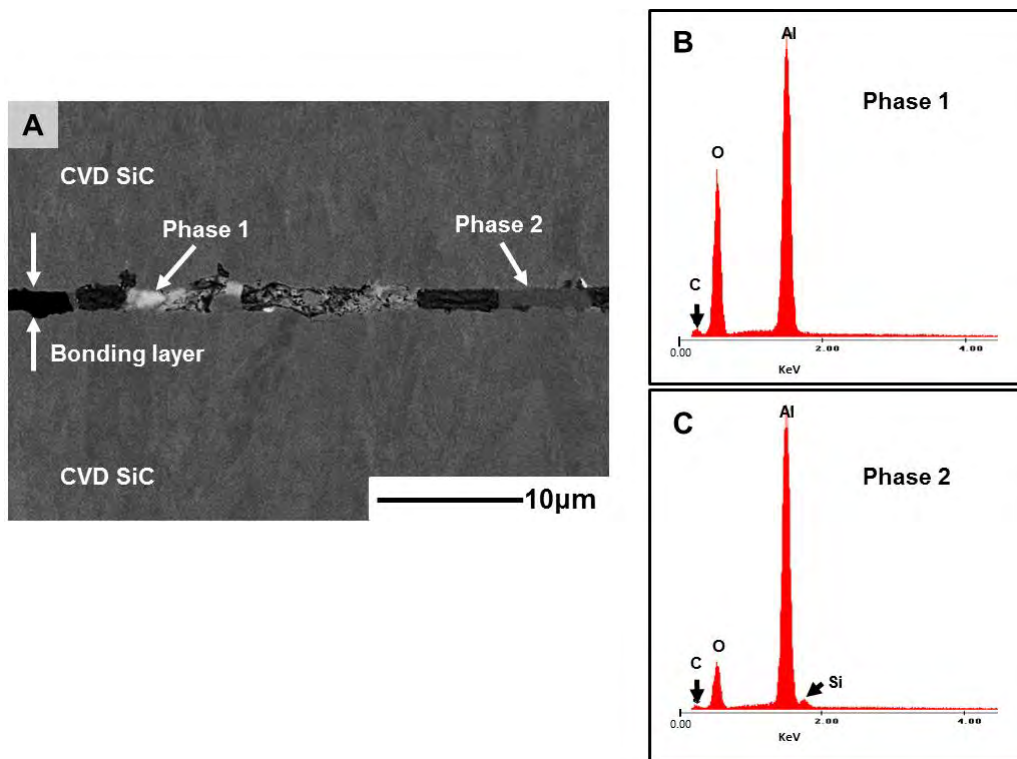 A
CVD SiC
Phase 1
Phase 2
Bonding layer
CVD SiC
10µm
B
Al
Phase 1
O
C
0.00
2.00
4.00
KeV
C
Al
Phase 2
O
C
Si
0.00
2.00
4.00
KeV